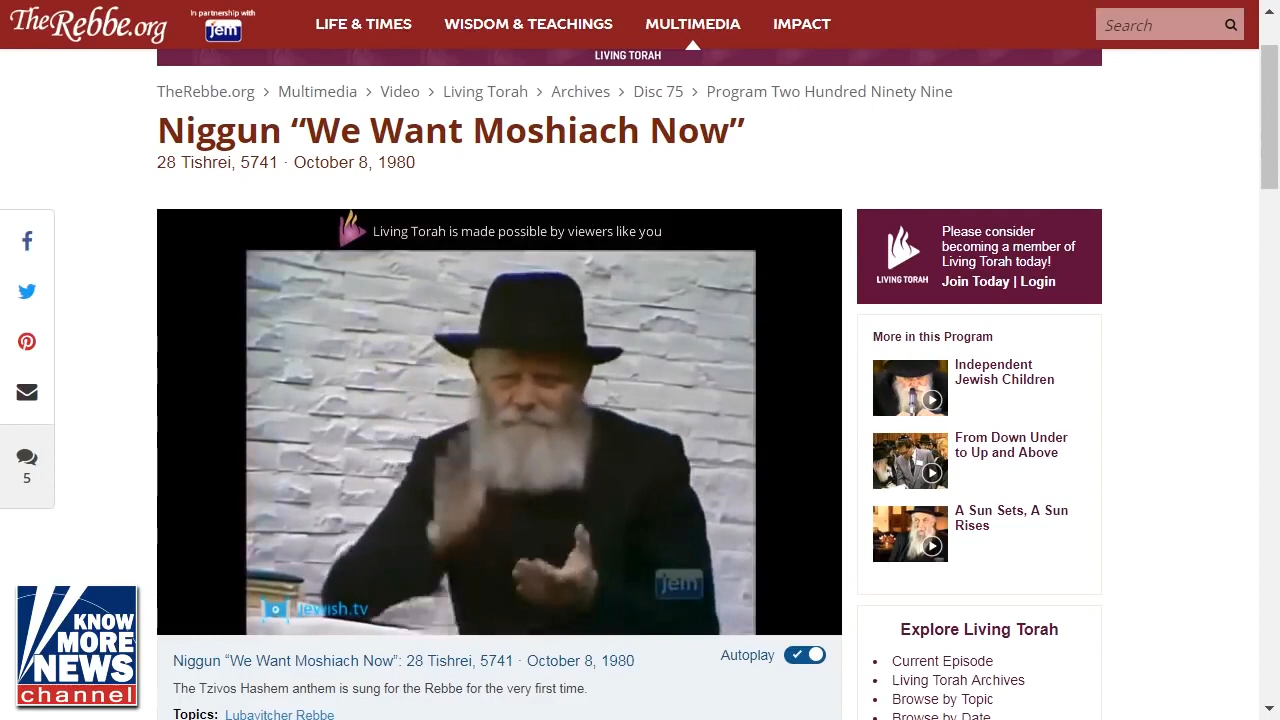 TheRebbe.org
In partnership with
jem
LIFE & TIMES
WISDOM & TEACHINGS
MULTIMEDIA
IMPACT
Search
LIVING TORAH
TheRebbe.org > Multimedia > Video > Living Torah > Archives > Disc 75 > Program Two Hundred Ninety Nine
Niggun “We Want Moshiach Now”
28 Tishrei, 5741 · October 8, 1980
5
Living Torah is made possible by viewers like you
jem
jewish.tv
Niggun “We Want Moshiach Now”: 28 Tishrei, 5741 · October 8, 1980
Autoplay
The Tzivos Hashem anthem is sung for the Rebbe for the very first time.
Topics: Lubavitcher Rebbe
LIVING TORAH
Please consider
becoming a member of
Living Torah today!
Join Today | Login
More in this Program
Independent
Jewish Children
From Down Under
to Up and Above
A Sun Sets, A Sun
Rises
Explore Living Torah
• Current Episode
• Living Torah Archives
• Browse by Topic
• Browse by Date
KNOW
MORE
NEWS
channel